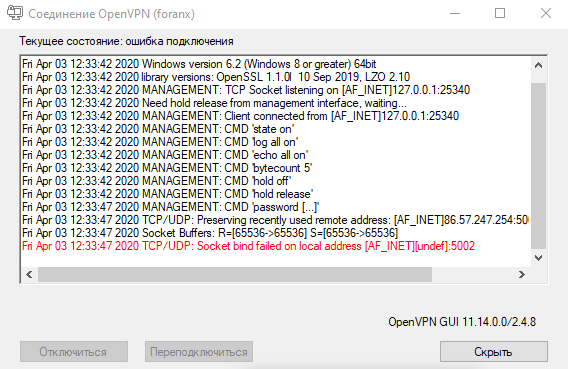 Соединение OpenVPN (foranx)
Текущее состояние: ошибка подключения
Fri Apr 03 12:33:42 2020 Windows version 6.2 (Windows 8 or greater) 64bit
Fri Apr 03 12:33:42 2020 library versions: OpenSSL 1.1.0l  10 Sep 2019, LZO 2.10
Fri Apr 03 12:33:42 2020 MANAGEMENT: TCP Socket listening on [AF_INET]127.0.0.1:25340
Fri Apr 03 12:33:42 2020 Need hold release from management interface, waiting...
Fri Apr 03 12:33:42 2020 MANAGEMENT: Client connected from [AF_INET]127.0.0.1:25340
Fri Apr 03 12:33:42 2020 MANAGEMENT: CMD 'state on'
Fri Apr 03 12:33:42 2020 MANAGEMENT: CMD 'log all on'
Fri Apr 03 12:33:42 2020 MANAGEMENT: CMD 'echo all on'
Fri Apr 03 12:33:42 2020 MANAGEMENT: CMD 'bytecount 5'
Fri Apr 03 12:33:42 2020 MANAGEMENT: CMD 'hold off'
Fri Apr 03 12:33:42 2020 MANAGEMENT: CMD 'hold release'
Fri Apr 03 12:33:47 2020 MANAGEMENT: CMD 'password [...]'
Fri Apr 03 12:33:47 2020 TCP/UDP: Preserving recently used remote address: [AF_INET]86.57.247.254:500
Fri Apr 03 12:33:47 2020 Socket Buffers: R=[65536->65536] S=[65536->65536]
Fri Apr 03 12:33:47 2020 TCP/UDP: Socket bind failed on local address [AF_INET][undef]:5002
OpenVPN GUI 11.14.0.0/2.4.8
Отключиться
Переподключиться
Скрыть